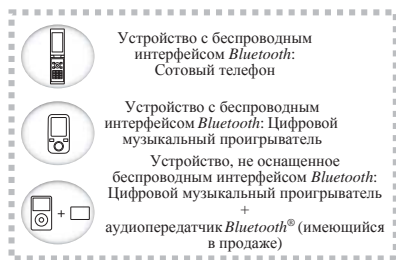 Устройство с беспроводным
интерфейсом Bluetooth:
Сотовый телефон
Устройство с беспроводным
интерфейсом Bluetooth: Цифровой
музыкальный проигрыватель
Устройство, не оснащенное
беспроводным интерфейсом Bluetooth:
Цифровой музыкальный проигрыватель
+
+
аудиопередатчик Bluetooth® (имеющийся
в продаже)